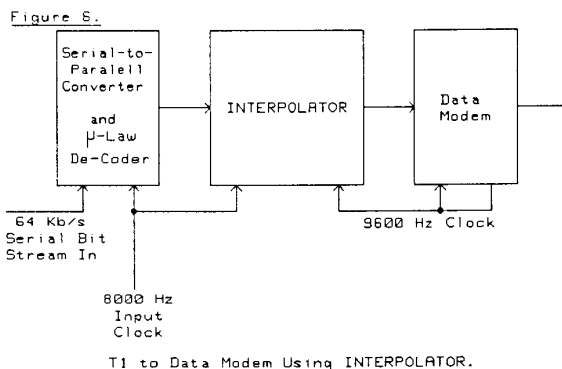 Figure 8.
Serial-to-
Paralell
Converter
and
μ-Law
De-Coder
INTERPOLATOR
Data
Modem
64 Kb/s
Serial Bit
Stream In
9600 Hz Clock
8000 Hz
Input
Clock
T1 to Data Modem Using INTERPOLATOR.